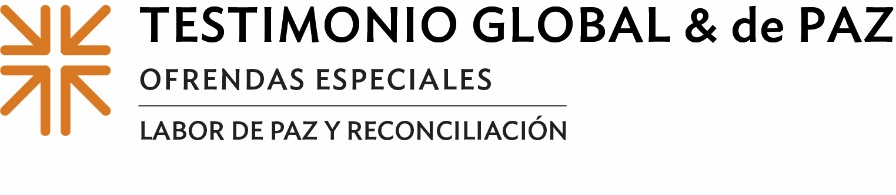 TESTIMONIO GLOBAL & de PAZ
OFRENDAS ESPECIALES
LABOR DE PAZ Y RECONCILIACIÓN